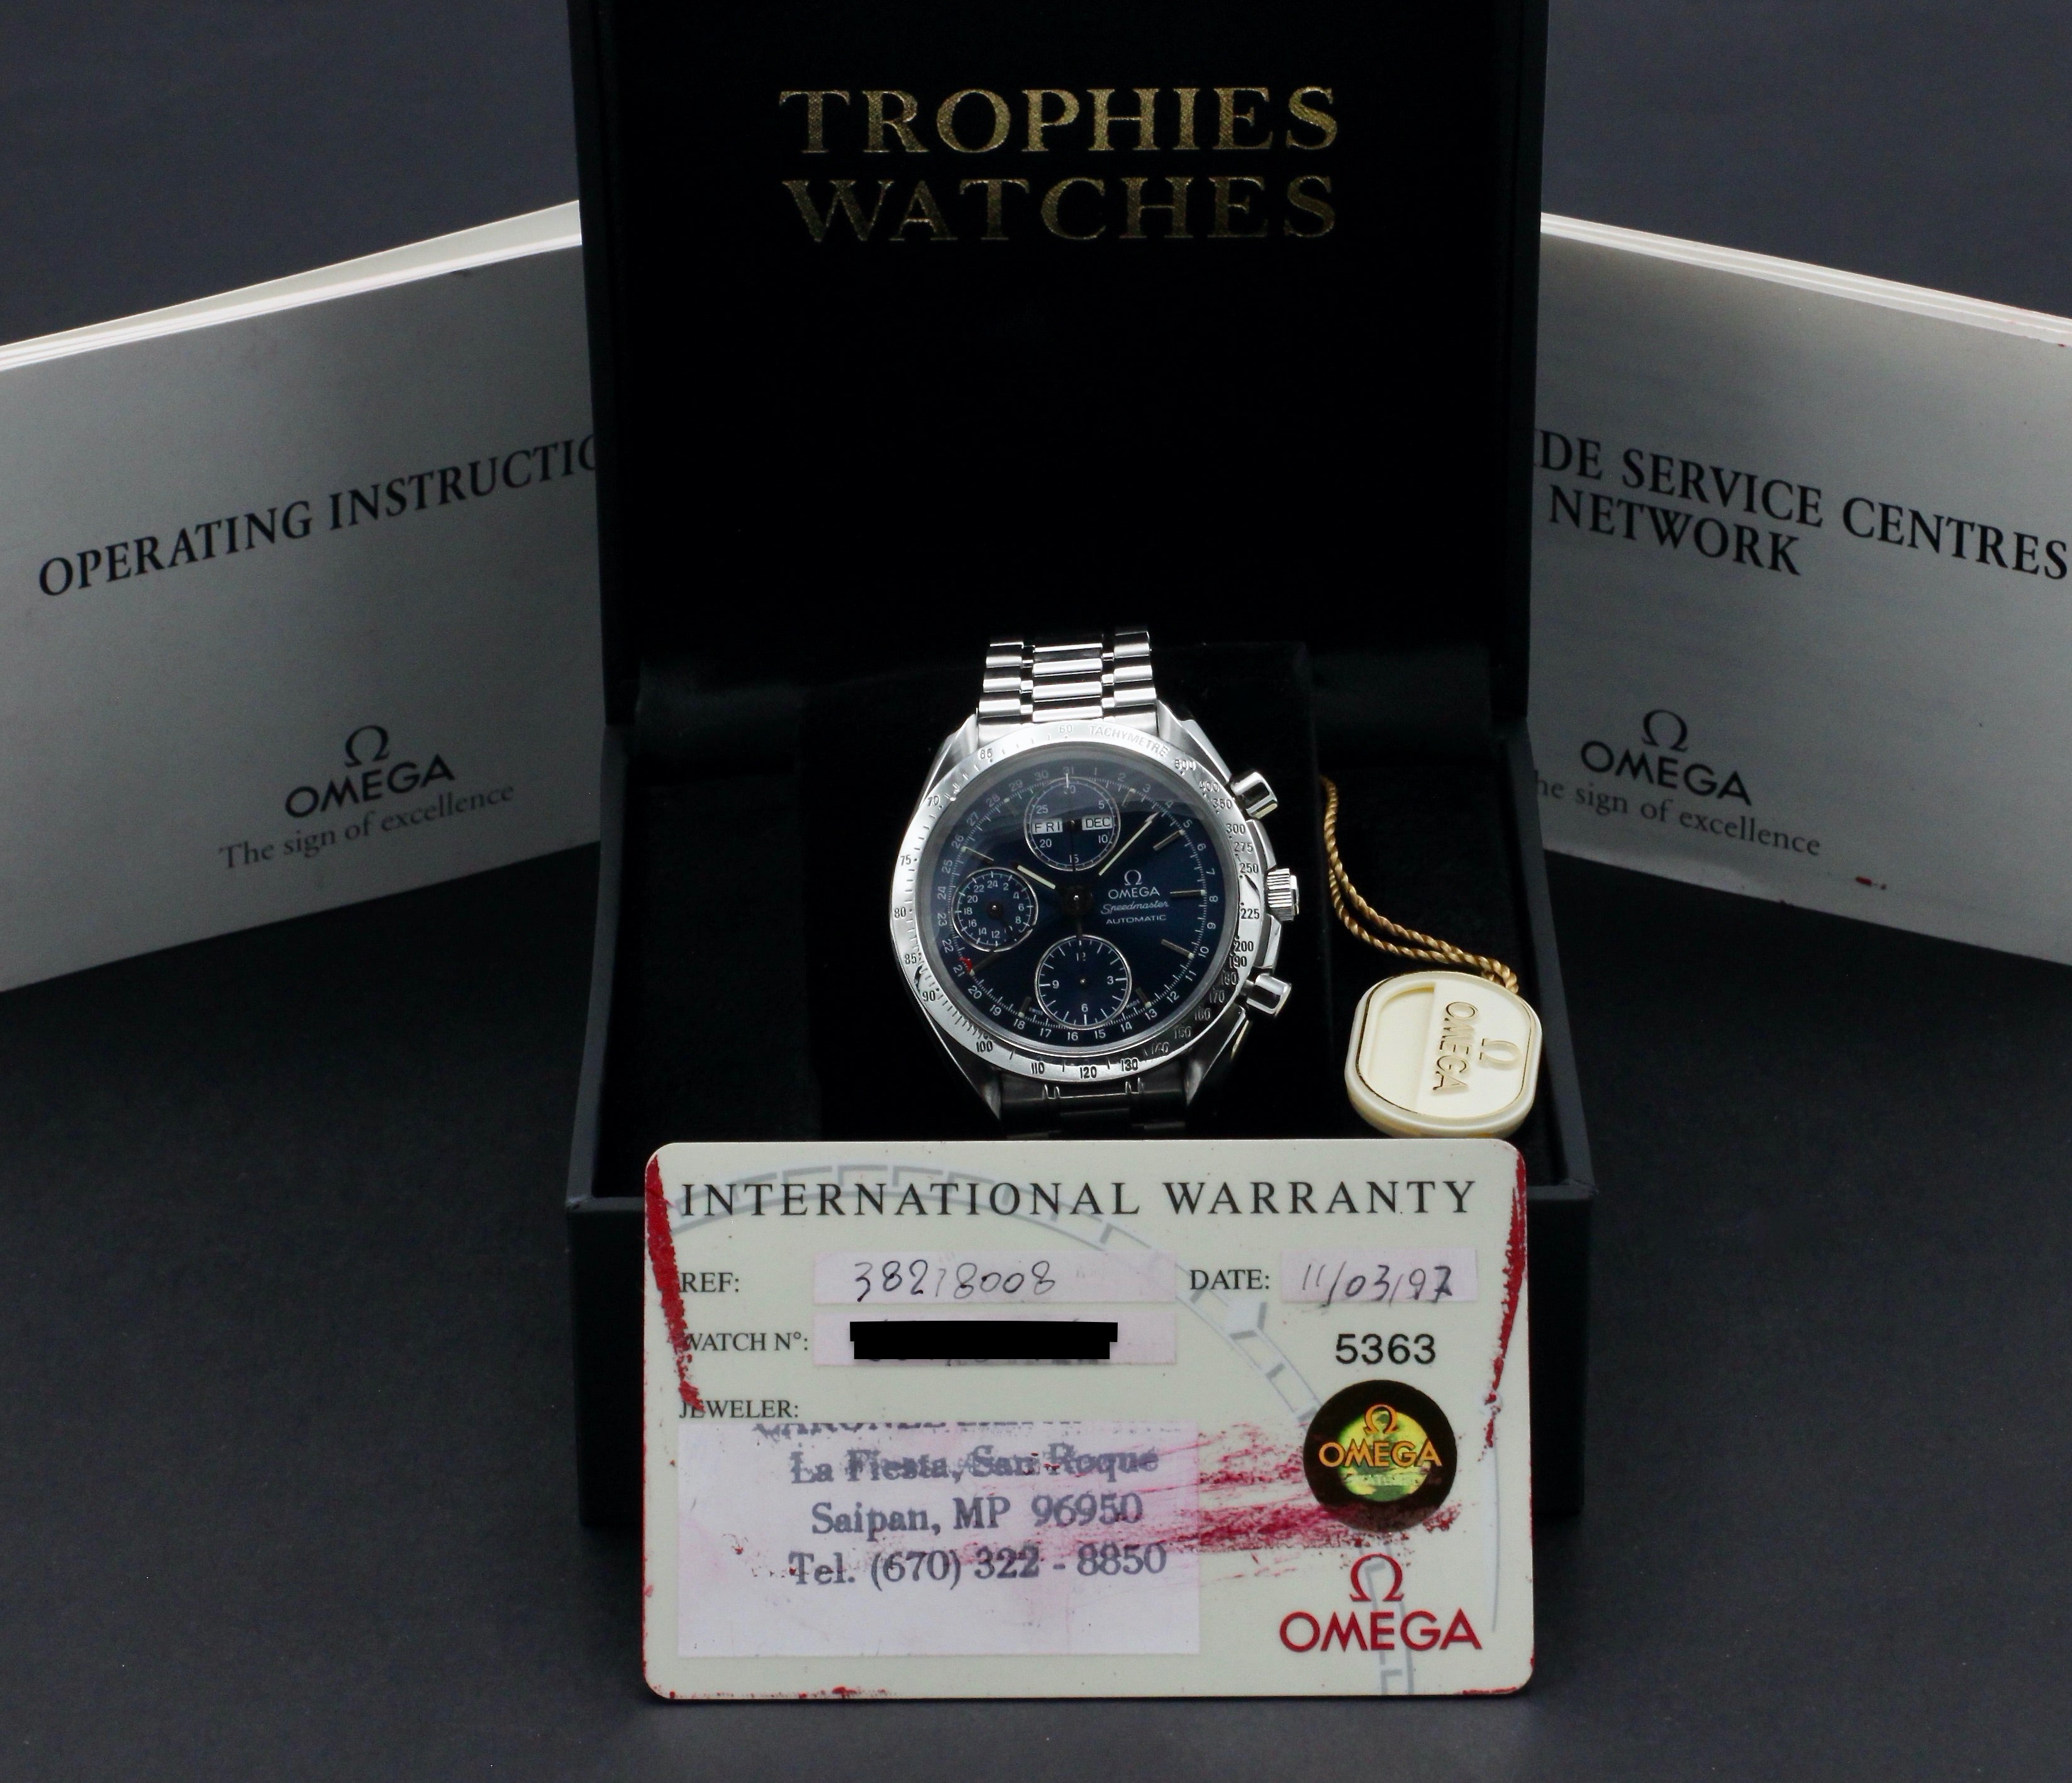 TROPHIES
WATCHES
OPERATING INSTRUCTIO
Ω
OMEGA
The sign of excellence
DE SERVICE CENTRES
NETWORK
Ω
OMEGA
he sign of excellence
TACHYMETRE
FRI DEC
Ω
OMEGA
Speedmaster
AUTOMATIC
Ω
OMEGA
INTERNATIONAL WARRANTY
REF: 38218008 DATE: 11/03/97
WATCH N°:
5363
JEWELER:
La Fiesta, San Roque
Saipan, MP 96950
Tel. (670) 322 - 8850
Ω
OMEGA
Ω
OMEGA